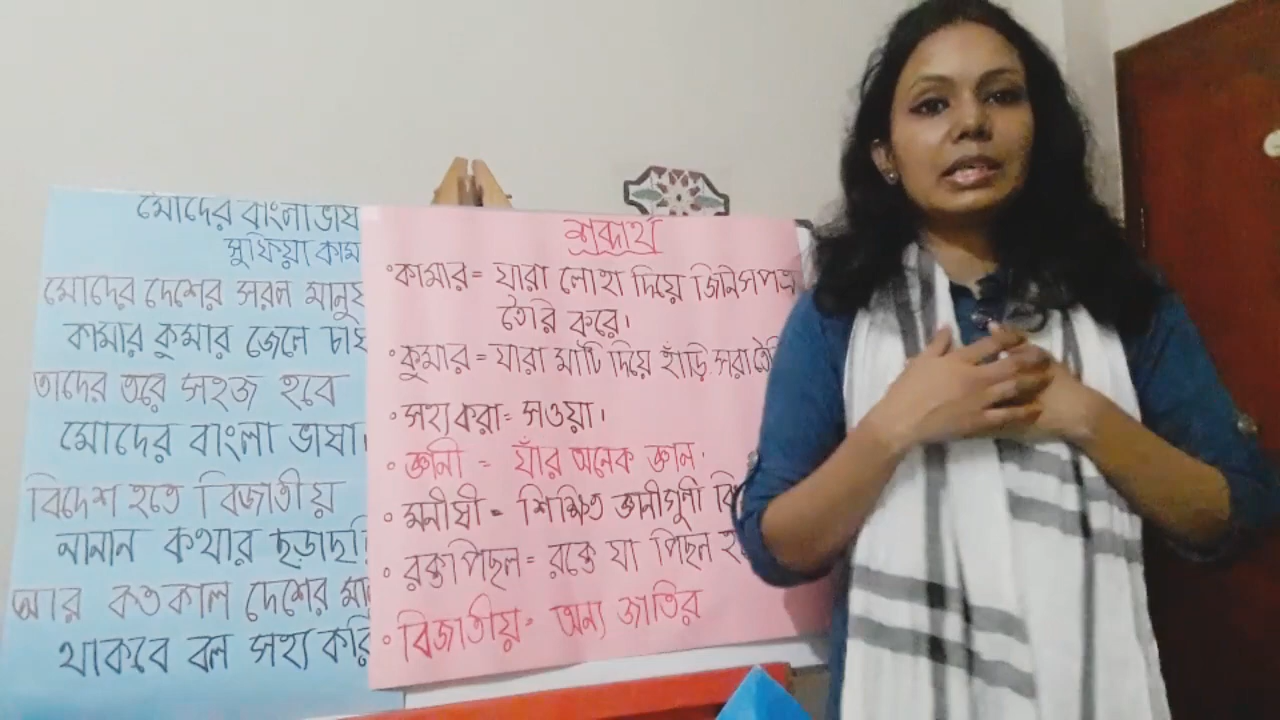 মোদের বাংলা ভাষ
সুফিয়া কাম
মোদের দেশের সরল মানুষ
কামার কুমার জেলে চাষ
তাদের তরে সহজ হবে
মোদের বাংলা ভাষা।
বিদেশ হতে বিজাতীয়
নানান কথার ছড়াছড়ি
আর কতকাল দেশের মা
থাকবে বল সহ্য করি
শব্দার্থ
কামার = যারা লোহা দিয়ে জিনিসপত্র
তৈরি করে।
কুমার = যারা মাটি দিয়ে হাঁড়ি সরা তৈ
সহ্যকরা = সওয়া।
জ্ঞানী = যাঁর অনেক জ্ঞান।
মনীষী = শিক্ষিত জ্ঞানীগুণী
রক্তপিছল = রক্তে যা পিছল হ
বিজাতীয় = অন্য জাতির